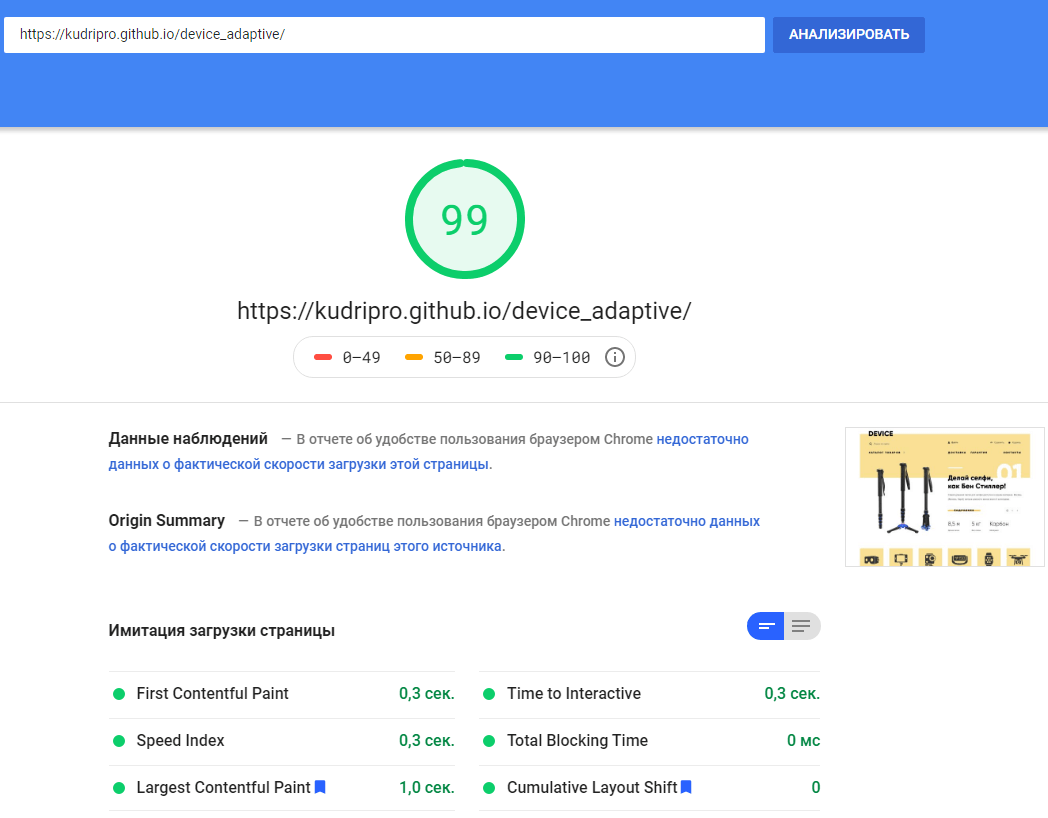 https://kudripro.github.io/device_adaptive/
АНАЛИЗИРОВАТЬ
99
https://kudripro.github.io/device_adaptive/
0–49 50–89 90–100
Данные наблюдений — В отчете об удобстве пользования браузером Chrome недостаточно
данных о фактической скорости загрузки этой страницы.
DEVICE
01
Делай селфи,
как Бен Стиллер!
Origin Summary — В отчете об удобстве пользования браузером Chrome недостаточно данных
о фактической скорости загрузки страниц этого источника.
Имитация загрузки страницы
First Contentful Paint 0,3 сек.
Time to Interactive 0,3 сек.
Speed Index 0,3 сек.
Total Blocking Time 0 мс
Largest Contentful Paint 1,0 сек.
Cumulative Layout Shift 0